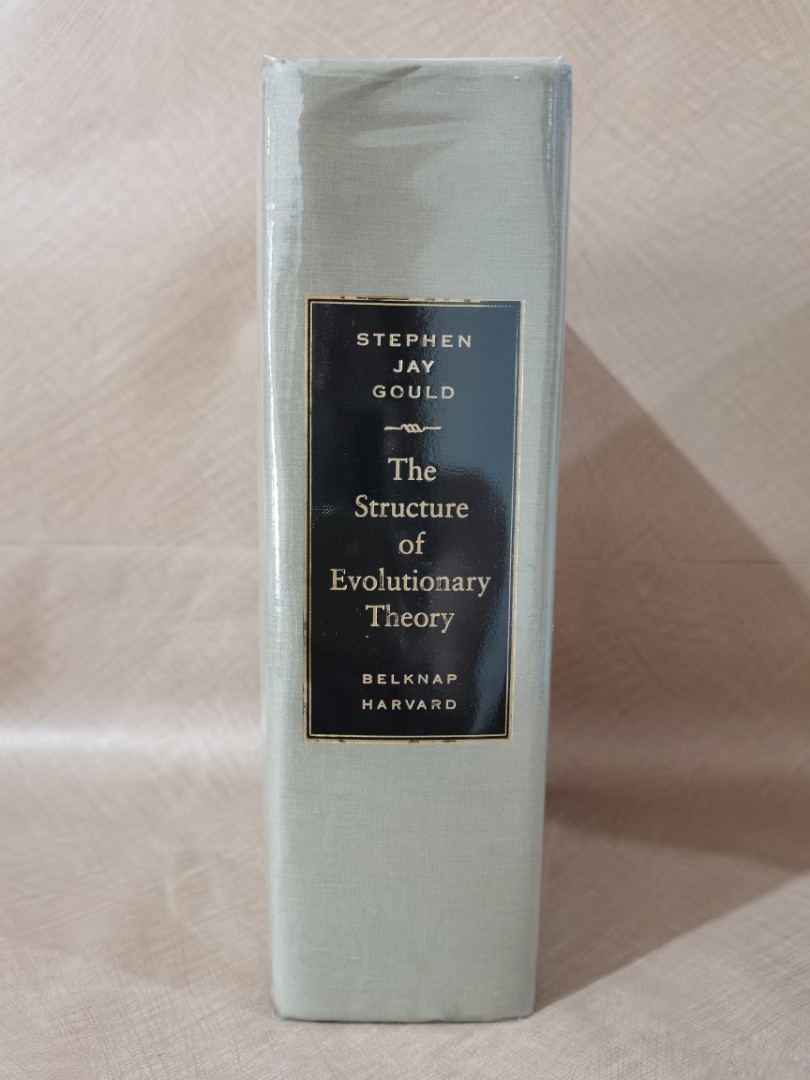 STEPHEN
JAY
GOULD
The
Structure
of
Evolutionary
Theory
BELKNAP
HARVARD